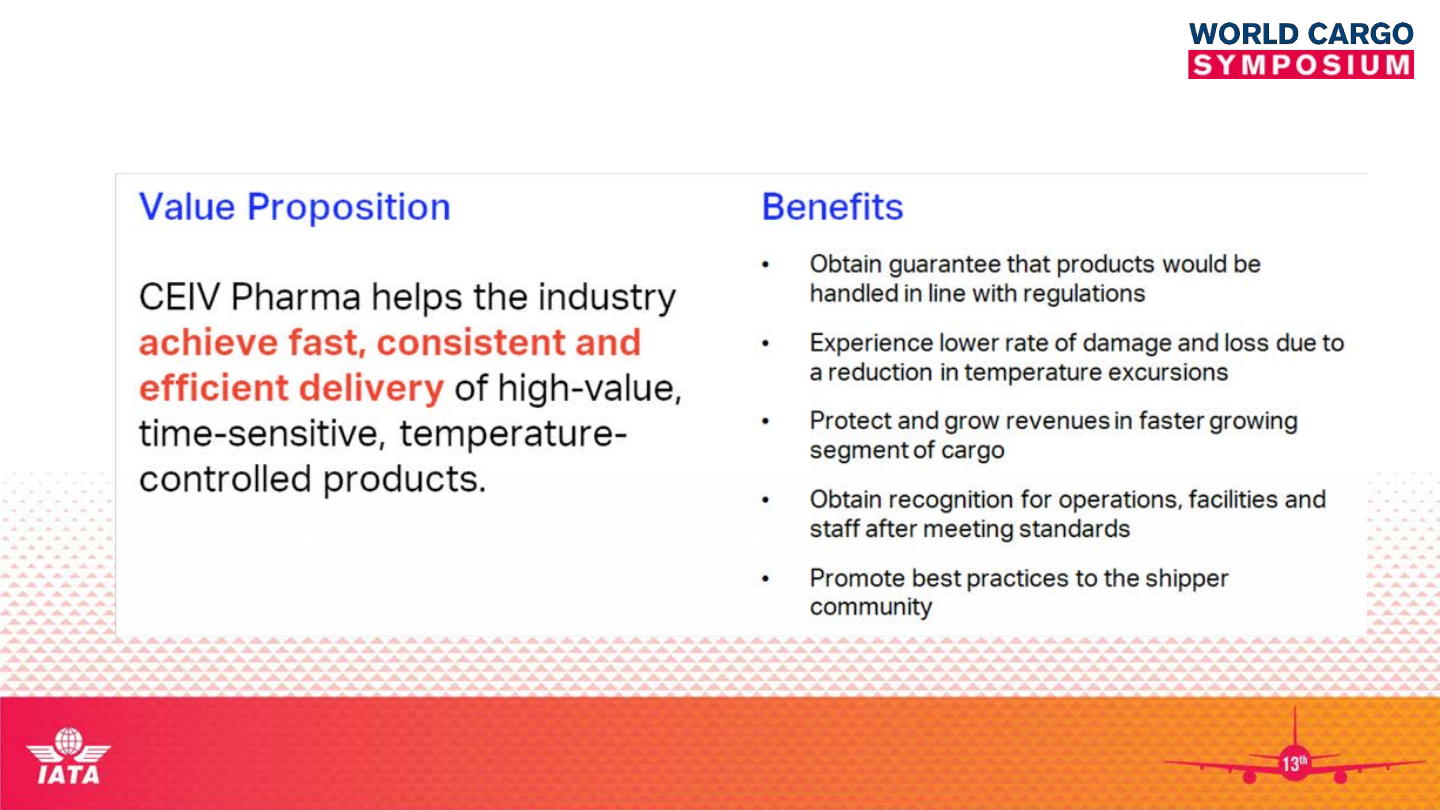 WORLD CARGO
SYMPOSIUM
Value Proposition
CEIV Pharma helps the industry
achieve fast, consistent and
efficient delivery of high-value,
time-sensitive, temperature-
controlled products.
Benefits
• Obtain guarantee that products would be
handled in line with regulations
• Experience lower rate of damage and loss due to
a reduction in temperature excursions
• Protect and grow revenues in faster growing
segment of cargo
• Obtain recognition for operations, facilities and
staff after meeting standards
• Promote best practices to the shipper
community
IATA
13th